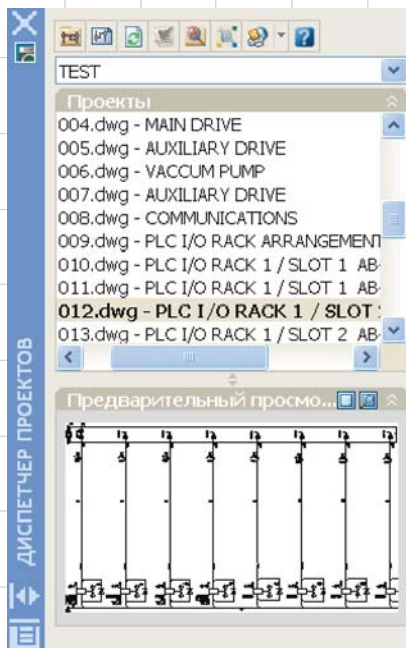 TEST
Проекты
004.dwg - MAIN DRIVE
005.dwg - AUXILIARY DRIVE
006.dwg - VACCUM PUMP
007.dwg - AUXILIARY DRIVE
008.dwg - COMMUNICATIONS
009.dwg - PLC I/O RACK ARRANGEMENT
010.dwg - PLC I/O RACK 1 / SLOT 1 AB-
011.dwg - PLC I/O RACK 1 / SLOT 1 AB-
012.dwg - PLC I/O RACK 1 / SLOT
013.dwg - PLC I/O RACK 1 / SLOT 2 AB-
Предварительный просмо...
ДИСПЕТЧЕР ПРОЕКТОВ